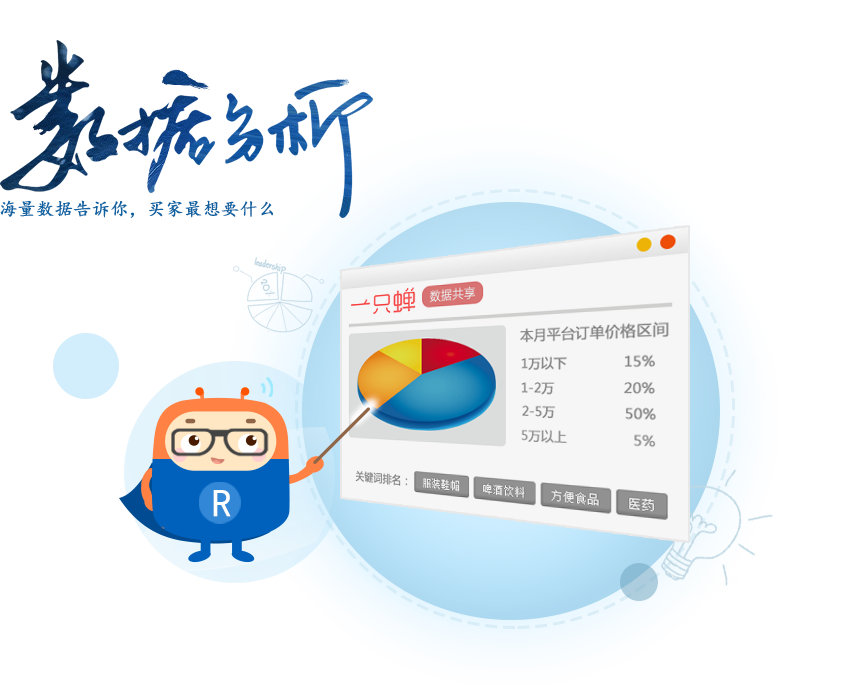 数据分析
海量数据告诉你，买家最想要什么
leadership
20%
一只蝉 数据共享
本月平台订单价格区间
1万以下 15%
1-2万 20%
2-5万 50%
5万以上 5%
关键词排名： 服装鞋帽 啤酒饮料 方便食品 医药
R